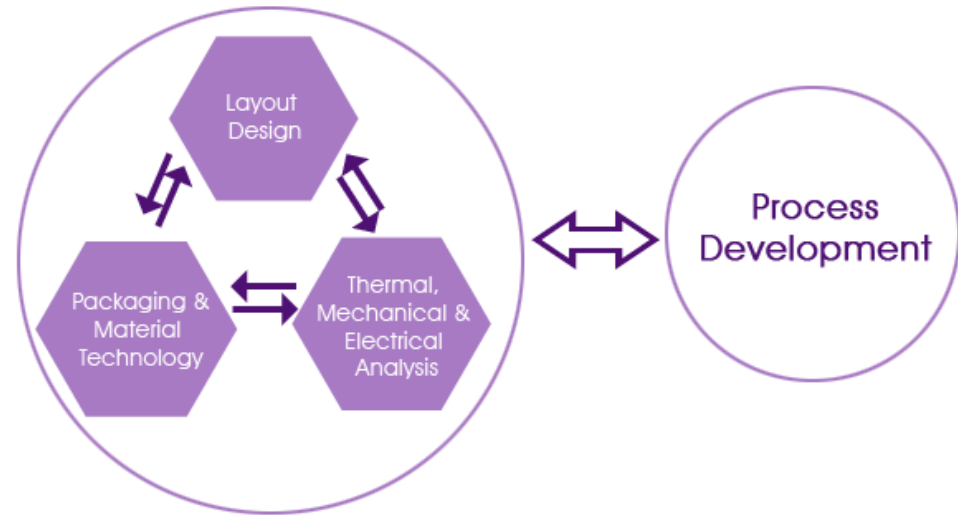 Layout
Design
Packaging &
Material
Technology
Thermal,
Mechanical &
Electrical
Analysis
Process
Development